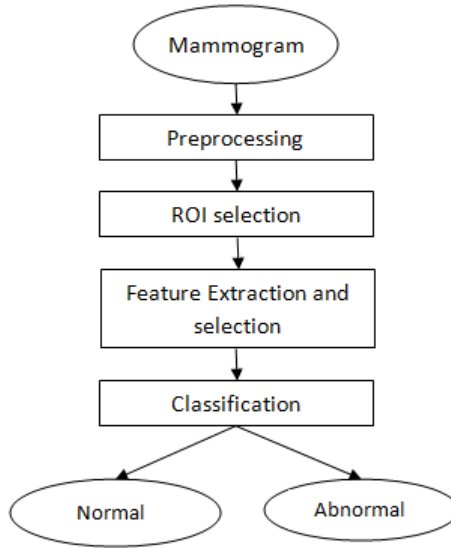 Mammogram
Preprocessing
ROI selection
Feature Extraction and
selection
Classification
Normal
Abnormal